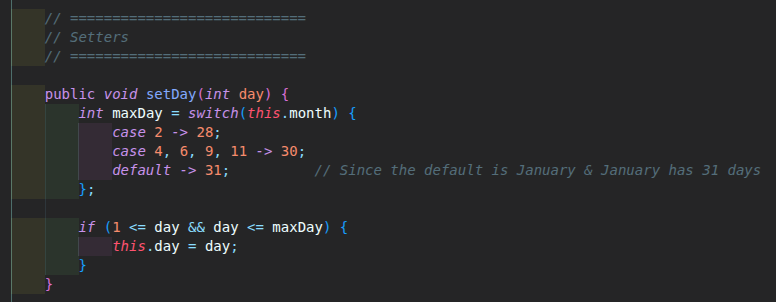 // ============================
// Setters
// ============================
public void setDay(int day) {
int maxDay = switch(this.month) {
case 2 -> 28;
case 4, 6, 9, 11 -> 30;
default -> 31;          // Since the default is January & January has 31 days
};
if (1 <= day && day <= maxDay) {
this.day = day;
}
}